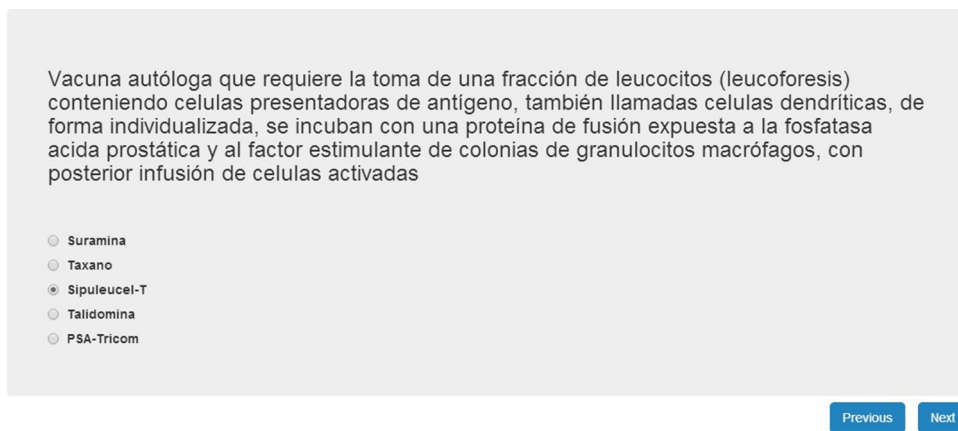 Vacuna autóloga que requiere la toma de una fracción de leucocitos (leucoforesis)
conteniendo celulas presentadoras de antígeno, también llamadas celulas dendríticas, de
forma individualizada, se incuban con una proteína de fusión expuesta a la fosfatasa
acida prostática y al factor estimulante de colonias de granulocitos macrófagos, con
posterior infusión de celulas activadas
Suramina
Taxano
Sipuleucel-T
Talidomina
PSA-Tricom
Previous Next